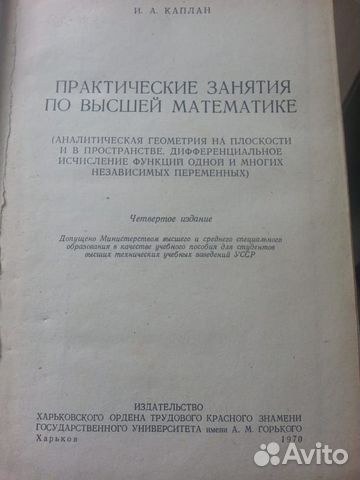 И. А. КАПЛАН
ПРАКТИЧЕСКИЕ ЗАНЯТИЯ
ПО ВЫСШЕЙ МАТЕМАТИКЕ
(АНАЛИТИЧЕСКАЯ ГЕОМЕТРИЯ НА ПЛОСКОСТИ
И В ПРОСТРАНСТВЕ, ДИФФЕРЕНЦИАЛЬНОЕ
ИСЧИСЛЕНИЕ ФУНКЦИЙ ОДНОЙ И МНОГИХ
НЕЗАВИСИМЫХ ПЕРЕМЕННЫХ)
Четвертое издание
Допущено Министерством высшего и среднего специального
образования в качестве учебного пособия для студентов
высших технических учебных заведений УССР
ИЗДАТЕЛЬСТВО
ХАРЬКОВСКОГО ОРДЕНА ТРУДОВОГО КРАСНОГО ЗНАМЕНИ
ГОСУДАРСТВЕННОГО УНИВЕРСИТЕТА имени А. М. ГОРЬКОГО
Харьков 1970
Avito